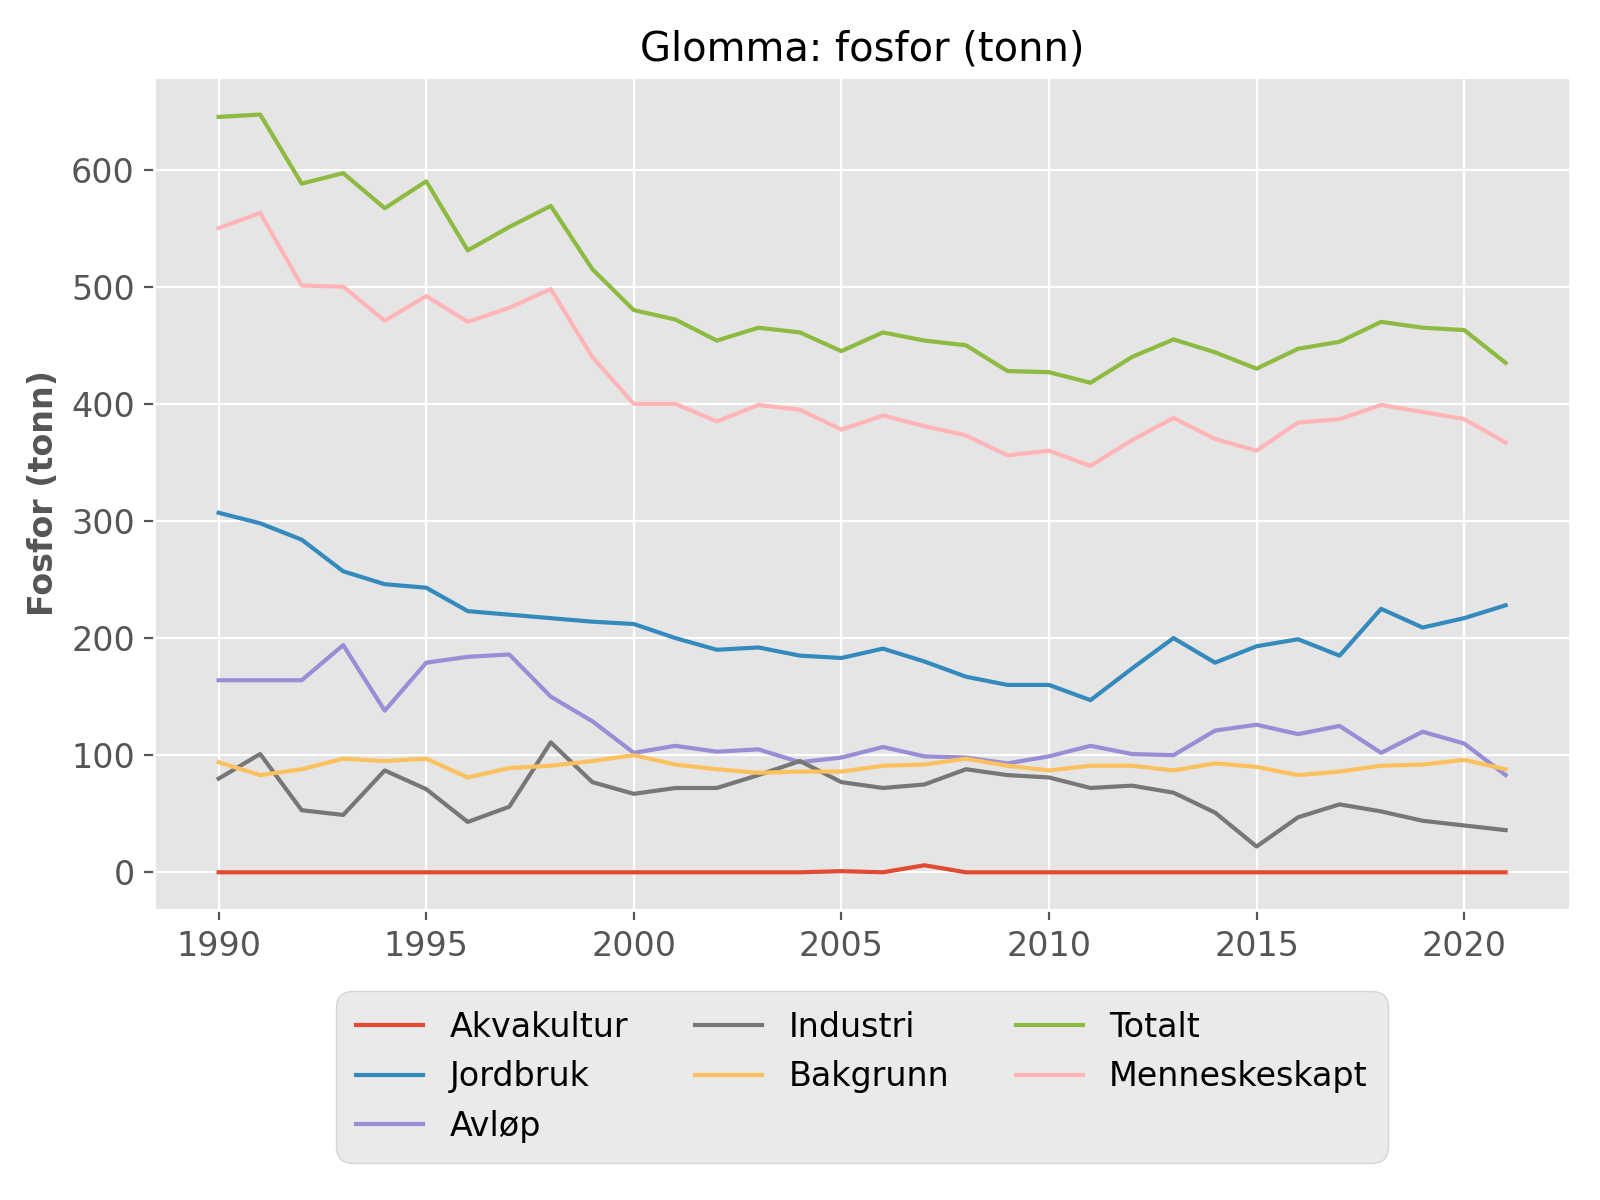 Glomma: fosfor (tonn)
Fosfor (tonn)
600
500
400
300
200
100
0
1990 1995 2000 2005 2010 2015 2020
Akvakultur Industri Totalt
Jordbruk Bakgrunn Menneskeskapt
Avløp